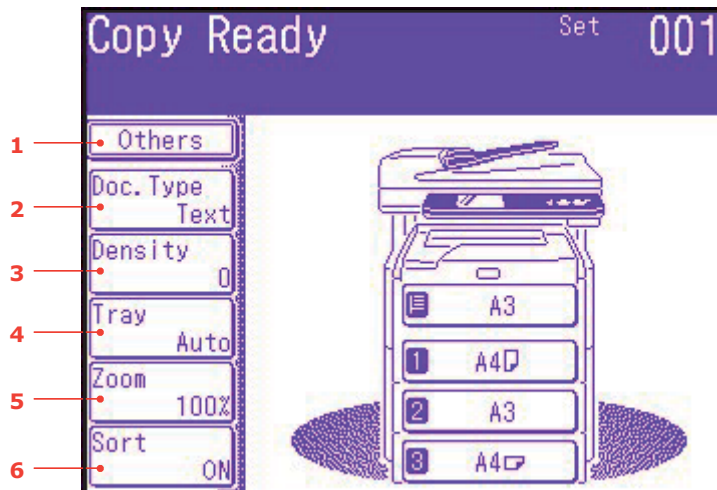 Copy Ready Set 001
1 Others
2 Doc.Type
Text
3 Density
0
4 Tray
Auto
5 Zoom
100%
6 Sort
ON
A3
1 A4
2 A3
3 A4